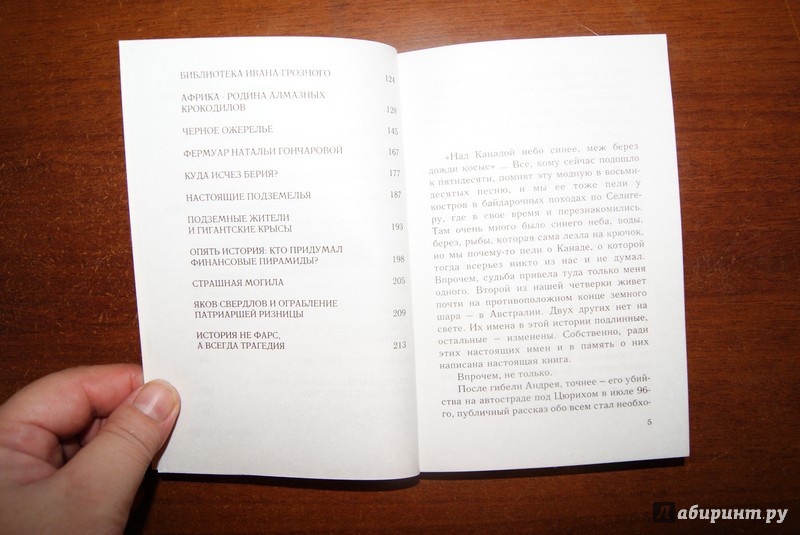 БИБЛИОТЕКА ИВАНА ГРОЗНОГО 124
АФРИКА - РОДИНА АЛМАЗНЫХ
КРОКОДИЛОВ 128
ЧЕРНОЕ ОЖЕРЕЛЬЕ 145
ФЕРМУАР НАТАЛЬИ ГОНЧАРОВОЙ 167
КУДА ИСЧЕЗ БЕРИЯ? 177
НАСТОЯЩИЕ ПОДЗЕМЕЛЬЯ 187
ПОДЗЕМНЫЕ ЖИТЕЛИ
И ГИГАНТСКИЕ КРЫСЫ 193
ОПЯТЬ ИСТОРИЯ: КТО ПРИДУМАЛ
ФИНАНСОВЫЕ ПИРАМИДЫ? 198
СТРАШНАЯ МОГИЛА 205
ЯКОВ СВЕРДЛОВ И ОГРАБЛЕНИЕ
ПАТРИАРШЕЙ РИЗНИЦЫ 209
ИСТОРИЯ НЕ ФАРС,
А ВСЕГДА ТРАГЕДИЯ 213
«Над Канадой небо синее, меж берез
дожди косые» ... Все, кому сейчас подошло
к пятидесяти, помнят эту модную в восьми-
десятых песню, и мы ее тоже пели у
костров в байдарочных походах по Селиге-
ру, где в свое время и перезнакомились.
Там очень много было синего неба, воды,
берез, рыбы, которая сама лезла на крючок,
но мы почему-то пели о Канаде, о которой
тогда всерьез никто из нас и не думал.
Впрочем, судьба привела туда только меня
одного. Второй из нашей четверки живет
почти на противоположном конце земного
шара – в Австралии. Двух других нет на
свете. Их имена в этой истории подлинные,
остальные – изменены. Собственно, ради
этих настоящих имен и в память о них
написана настоящая книга.
Впрочем, не только.
После гибели Андрея, точнее – его убий-
ства на автостраде под Цюрихом в июле 96-
го, публичный рассказ обо всем стал необхо-
5
Лабиринт.ру